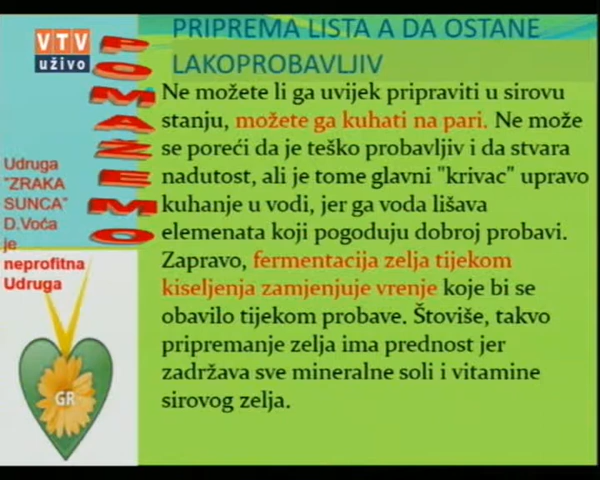 VTV
uživo
POMAŽEMO
Udruga
"ZRAKA
SUNCA"
D.Voća
je
neprofitna
Udruga
GR
PRIPREMA LISTA A DA OSTANE
LAKOPROBAVLJIV
Ne možete li ga uvijek pripraviti u sirovu
stanju, možete ga kuhati na pari. Ne može
se poreći da je teško probavljiv i da stvara
nadutost, ali je tome glavni "krivac" upravo
kuhanje u vodi, jer ga voda lišava
elemenata koji pogoduju dobroj probavi.
Zapravo, fermentacija zelja tijekom
kiseljenja zamjenjuje vrenje koje bi se
obavilo tijekom probave. Štoviše, takvo
pripremanje zelja ima prednost jer
zadržava sve mineralne soli i vitamine
sirovog zelja.